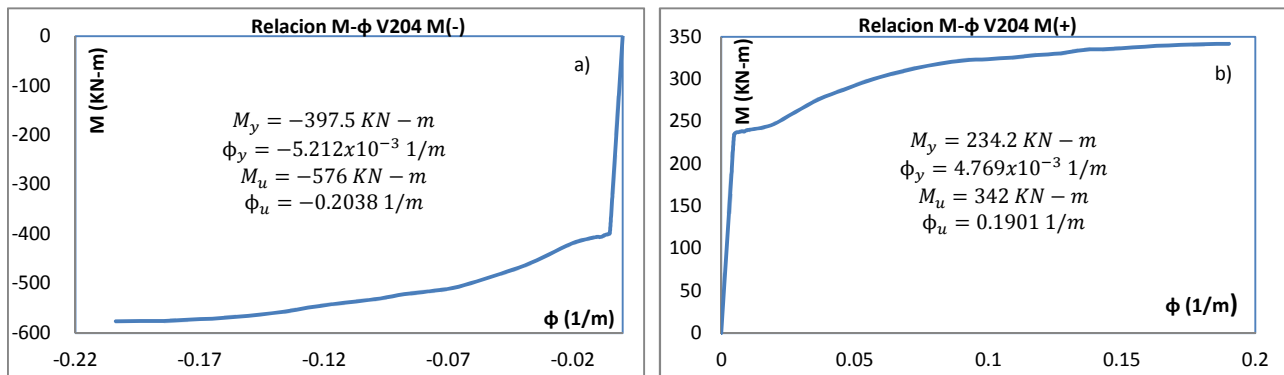 Relacion M-ϕ V204 M(-)
0
-100
-200
-300
-400
-500
-600
M (KN-m)
a)
M_y = −397.5 KN − m
ϕ_y = −5.212x10⁻³ 1/m
M_u = −576 KN − m
ϕ_u = −0.2038 1/m
ϕ (1/m)
-0.22 -0.17 -0.12 -0.07 -0.02
Relacion M-ϕ V204 M(+)
350
300
250
200
150
100
50
0
M (KN-m)
b)
M_y = 234.2 KN − m
ϕ_y = 4.769x10⁻³ 1/m
M_u = 342 KN − m
ϕ_u = 0.1901 1/m
ϕ (1/m)
0 0.05 0.1 0.15 0.2